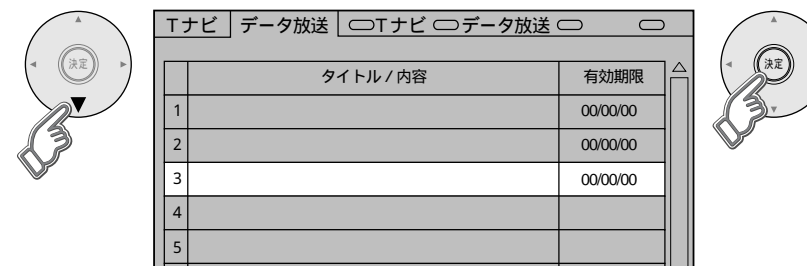 Tナビ データ放送 Tナビ データ放送
決定
決定
タイトル / 内容 有効期限
1 00/00/00
2 00/00/00
3 00/00/00
4
5